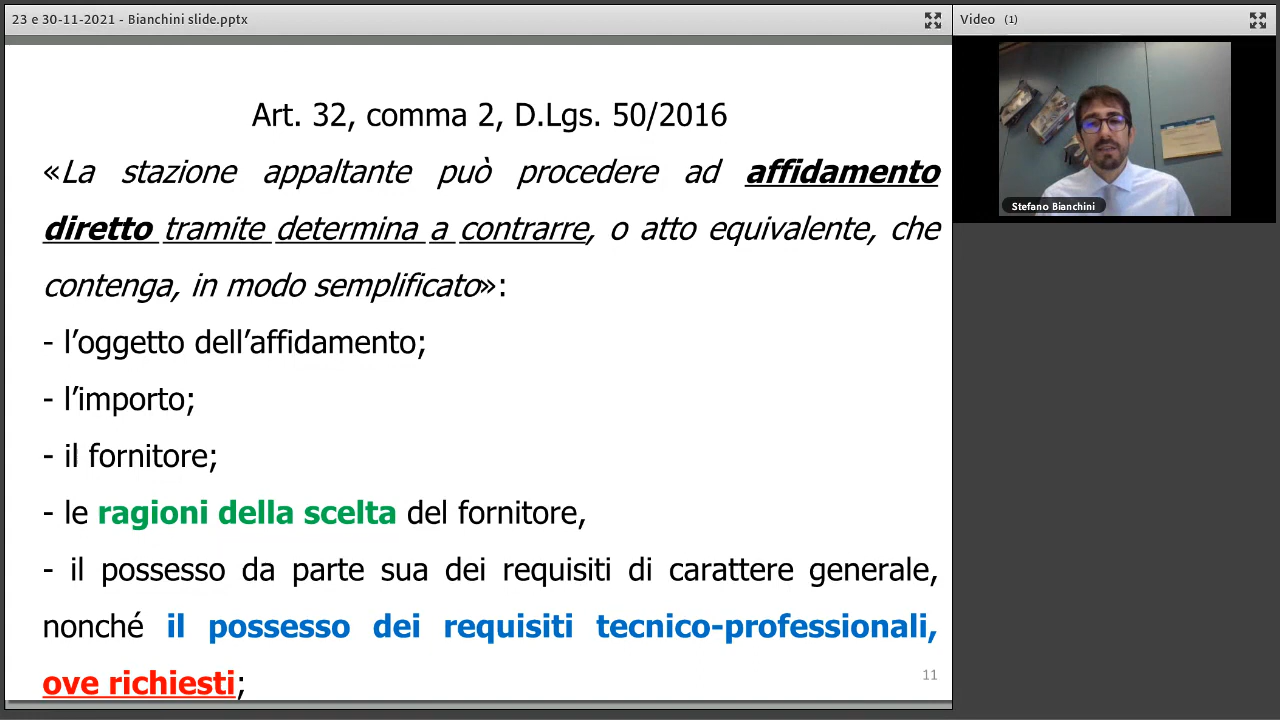 23 e 30-11-2021 - Bianchini slide.pptx
Video (1)
Art. 32, comma 2, D.Lgs. 50/2016
«La stazione appaltante può procedere ad affidamento
diretto tramite determina a contrarre, o atto equivalente, che
contenga, in modo semplificato»:
- l’oggetto dell’affidamento;
- l’importo;
- il fornitore;
- le ragioni della scelta del fornitore,
- il possesso da parte sua dei requisiti di carattere generale,
nonché il possesso dei requisiti tecnico-professionali,
ove richiesti;
11
Stefano Bianchini